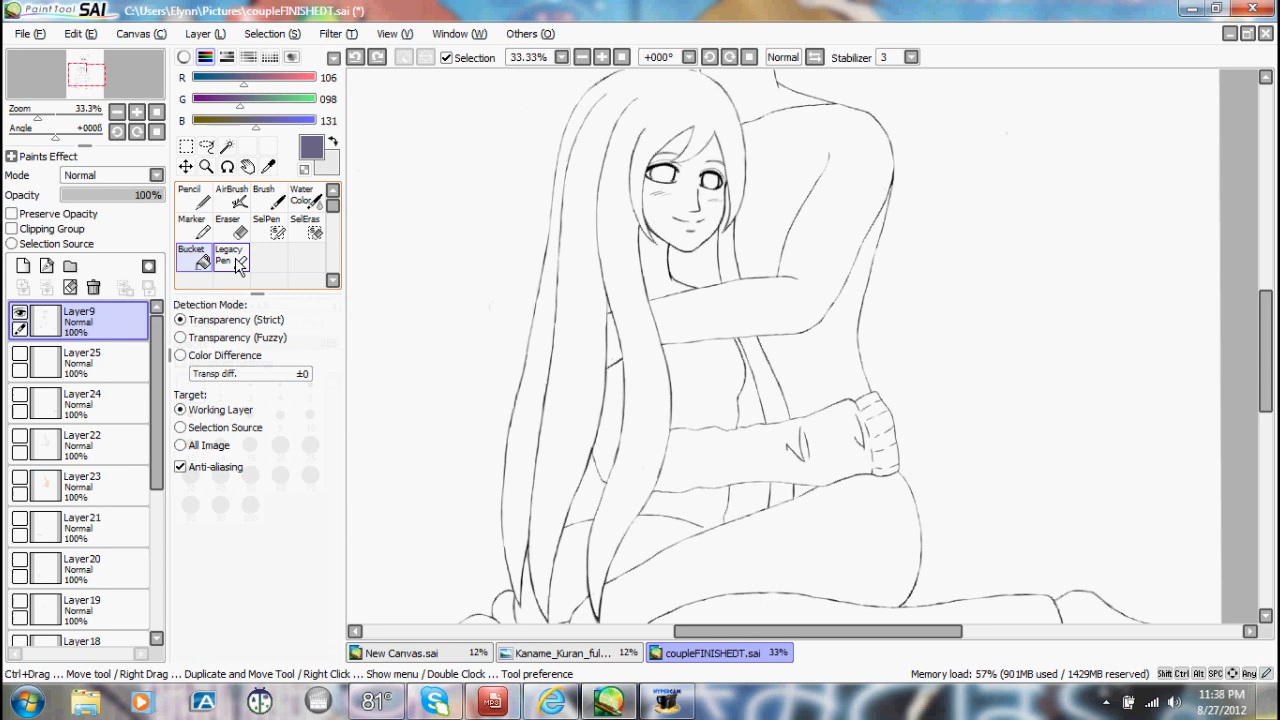 PaintTool SAI C:\Users\Elynn\Pictures\coupleFINISHEDT.sai (*)
File (F) Edit (E) Canvas (C) Layer (L) Selection (S) Filter (T) View (V) Window (W) Others (O)
Selection 33.33% +000° Normal Stabilizer 3
R 106
G 098
B 131
Zoom 33.3%
Angle +000ß
Paints Effect
Mode Normal
Opacity 100%
Preserve Opacity
Clipping Group
Selection Source
Pencil AirBrush Brush Water Color
Marker Eraser SelPen SelEras
Bucket Legacy Pen
Detection Mode:
Transparency (Strict)
Transparency (Fuzzy)
Color Difference
Transp diff. ±0
Target:
Working Layer
Selection Source
All Image
Anti-aliasing
Layer9
Normal
100%
Layer25
Normal
100%
Layer24
Normal
100%
Layer22
Normal
100%
Layer23
Normal
100%
Layer21
Normal
100%
Layer20
Normal
100%
Layer19
Normal
100%
Layer18
Normal
New Canvas.sai 12% Kaname_Kuran_ful... 12% coupleFINISHEDT.sai 33%
Ctrl+Drag ... Move tool / Right Drag ... Duplicate and Move Tool / Right Click ... Show menu / Double Click ... Tool preference
Memory load: 57% (901MB used / 1429MB reserved) Shift Ctrl Alt SPC Any
81° MP3 HYPERCAM
11:38 PM
8/27/2012